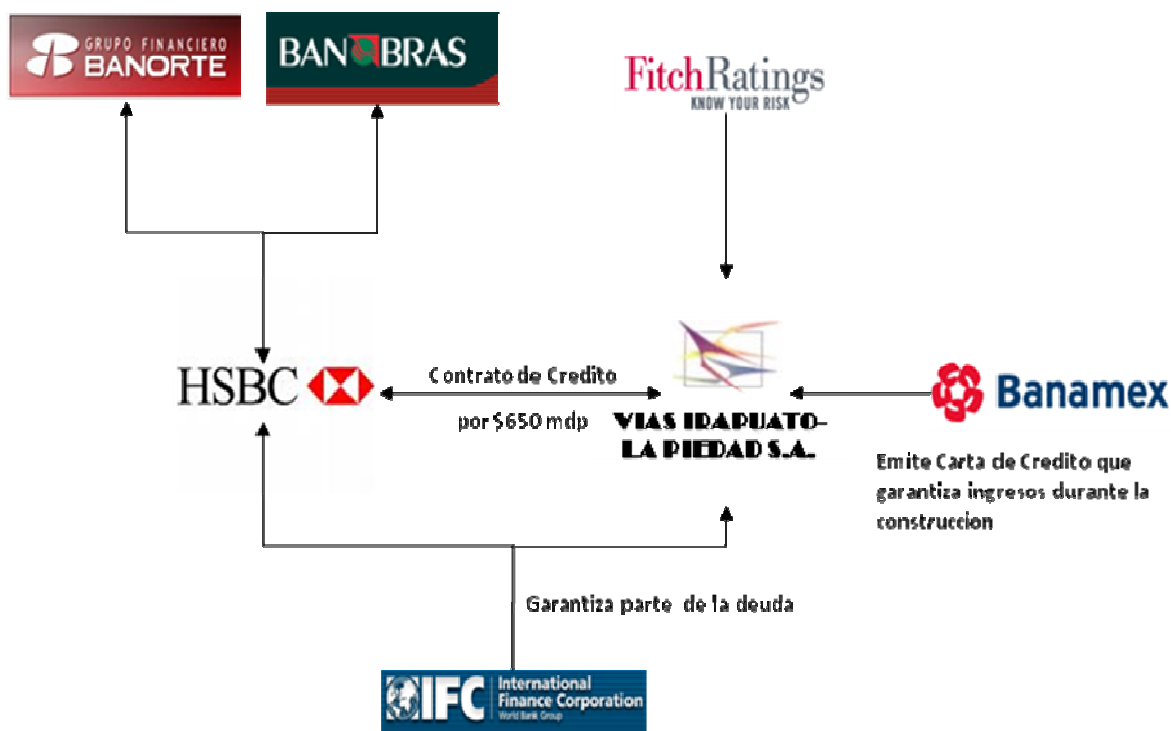 GRUPO FINANCIERO
BANORTE
BANOBRAS
FitchRatings
KNOW YOUR RISK
HSBC
Contrato de Credito
por $650 mdp
VIAS IRAPUATO-
LA PIEDAD S.A.
Banamex
Emite Carta de Credito que
garantiza ingresos durante la
construccion
Garantiza parte de la deuda
IFC
International
Finance Corporation
World Bank Group